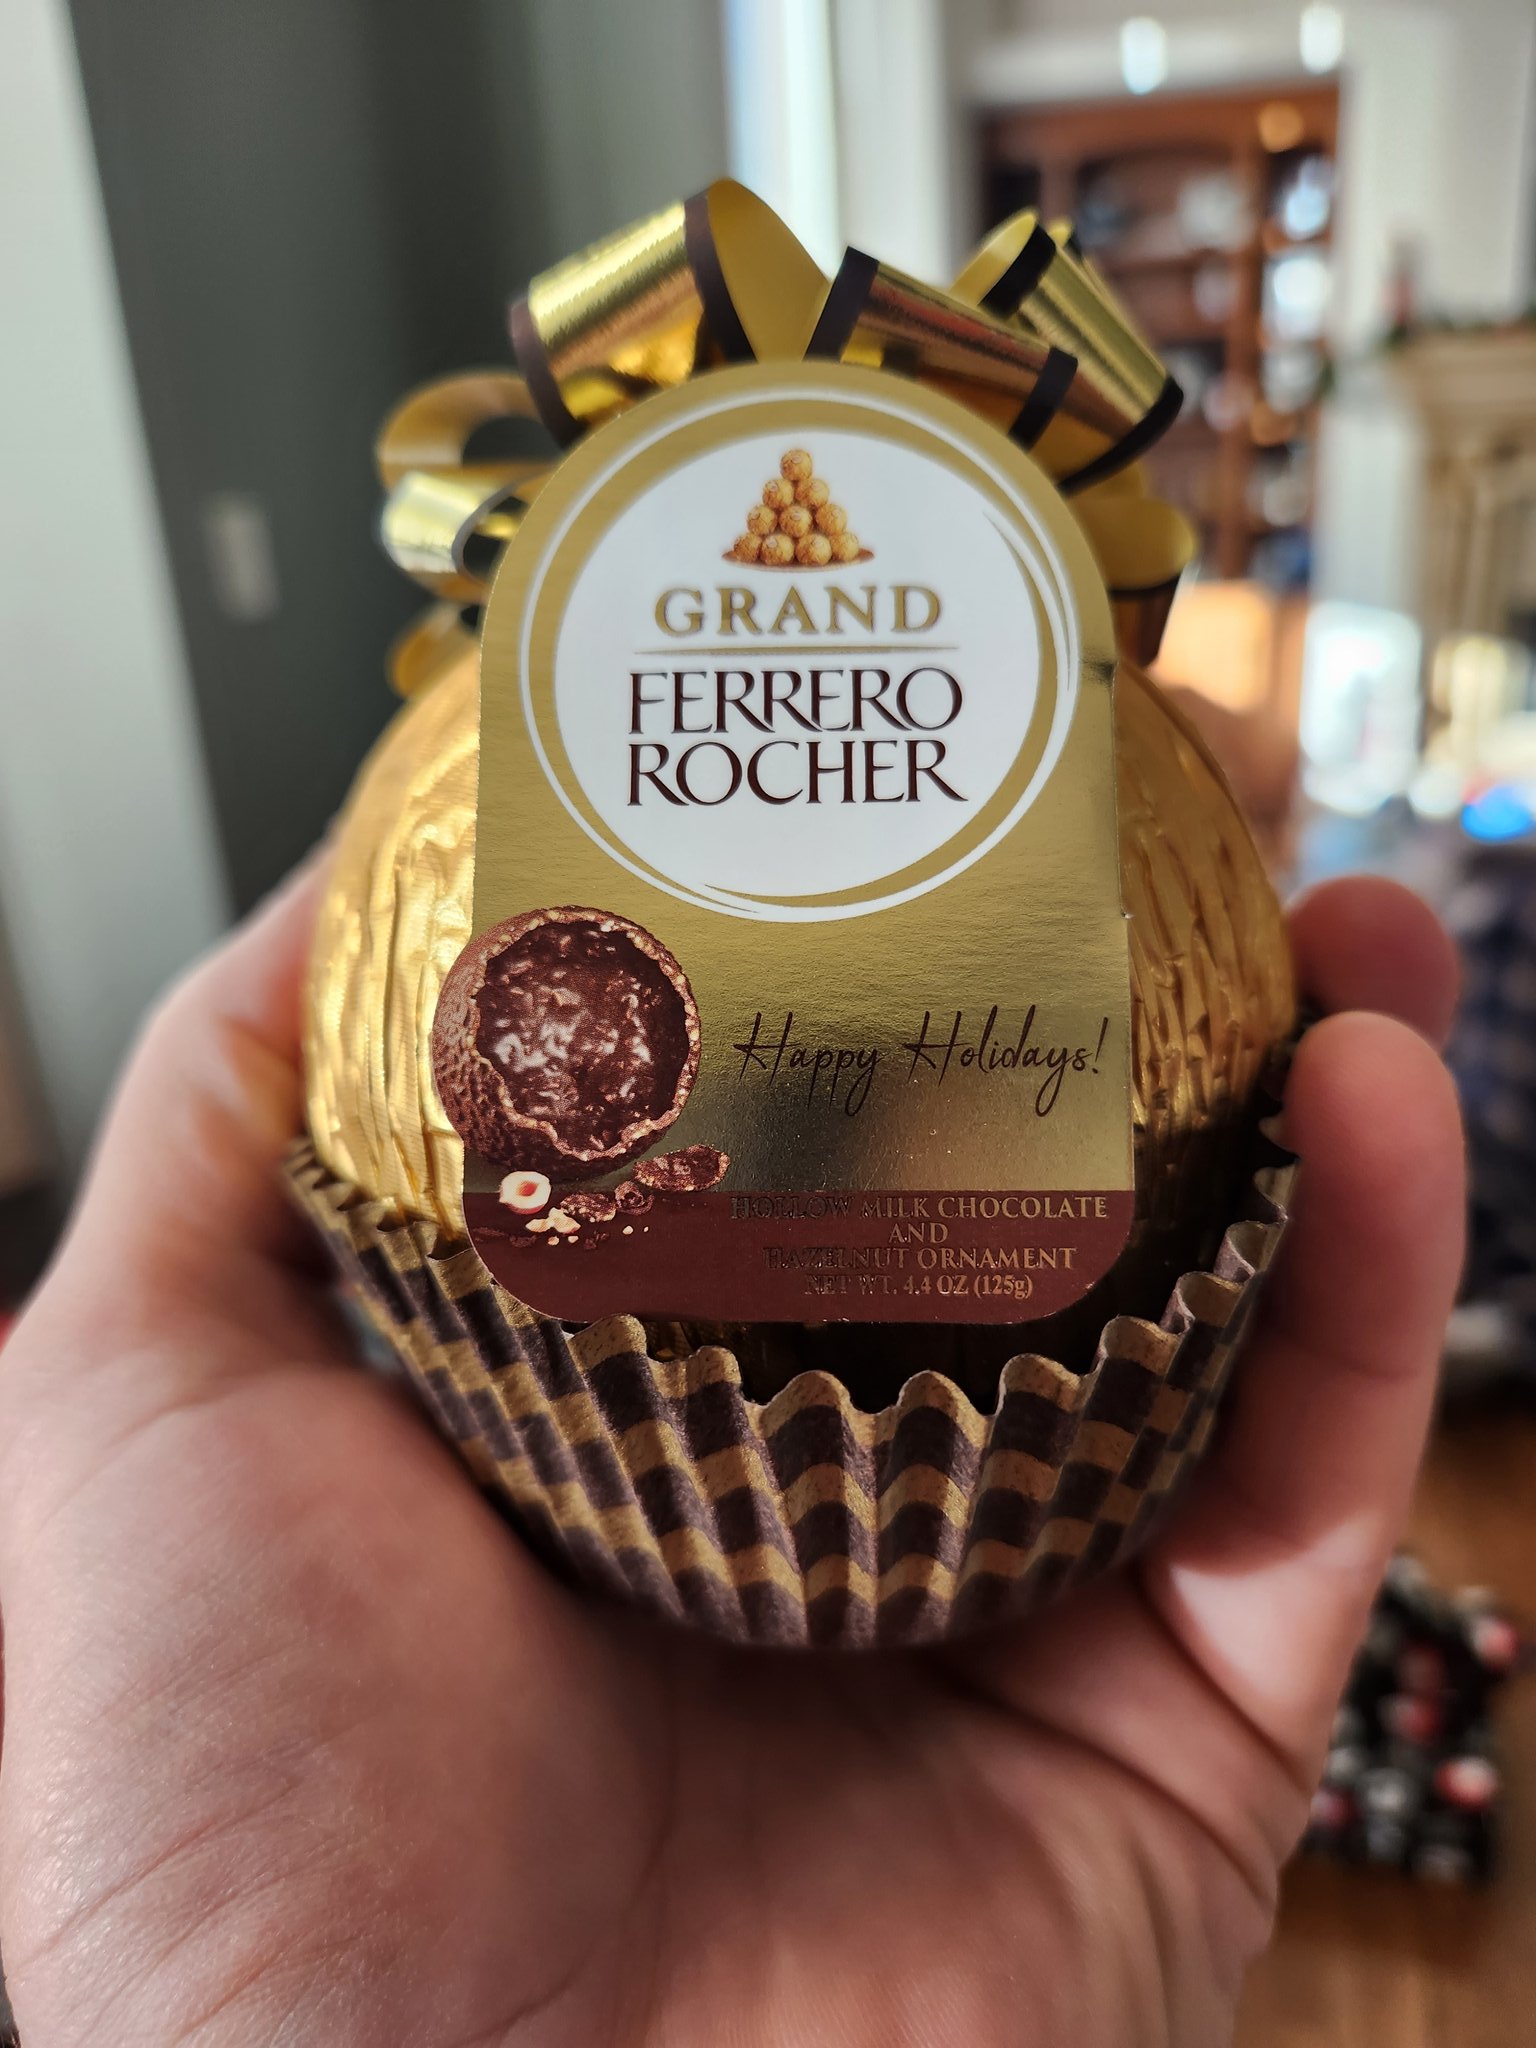 GRAND
FERRERO
ROCHER
Happy Holidays!
HOLLOW MILK CHOCOLATE
AND
HAZELNUT ORNAMENT
NET WT. 4.4 OZ (125g)